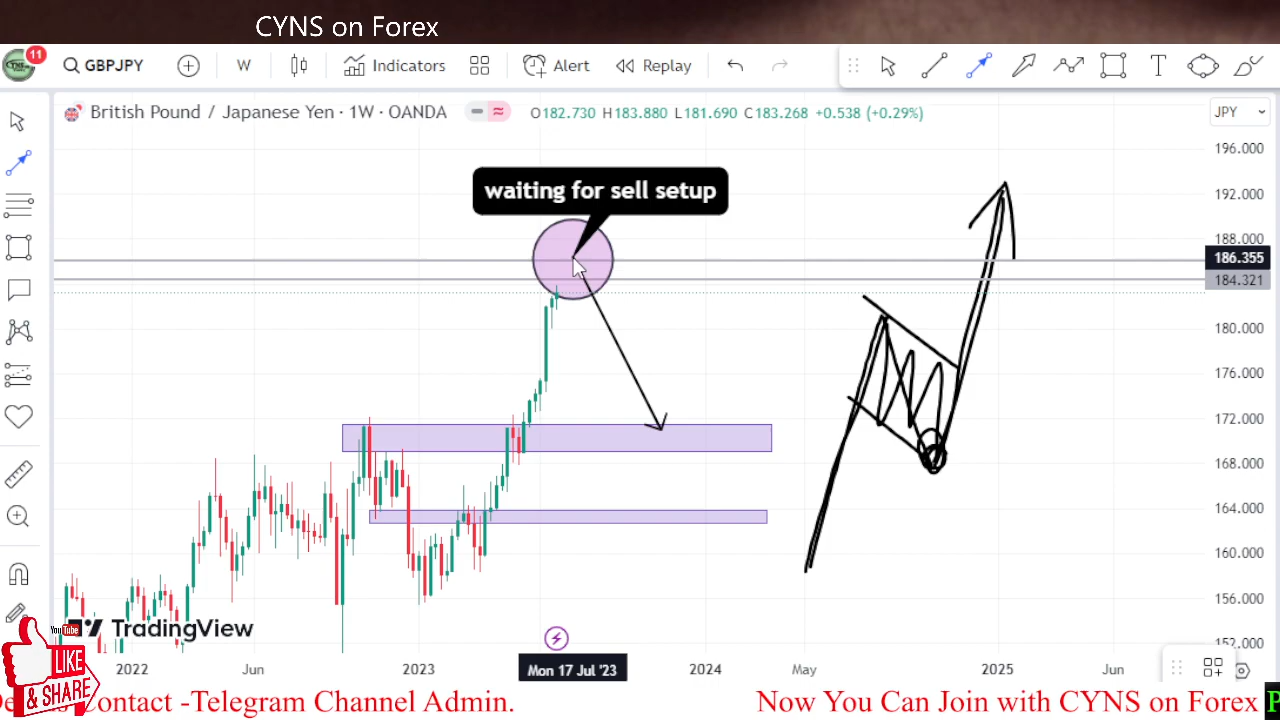 CYNS on Forex
11
GBPJPY
W
Indicators
Alert
Replay
British Pound / Japanese Yen · 1W · OANDA
O182.730 H183.880 L181.690 C183.268 +0.538 (+0.29%)
JPY
waiting for sell setup
196.000
192.000
188.000
186.355
184.321
180.000
176.000
172.000
168.000
164.000
160.000
156.000
152.000
TradingView
YouTube
LIKE
& SHARE
2022
Jun
2023
Mon 17 Jul '23
2024
May
2025
Jun
Contact -Telegram Channel Admin.
Now You Can Join with CYNS on Forex P